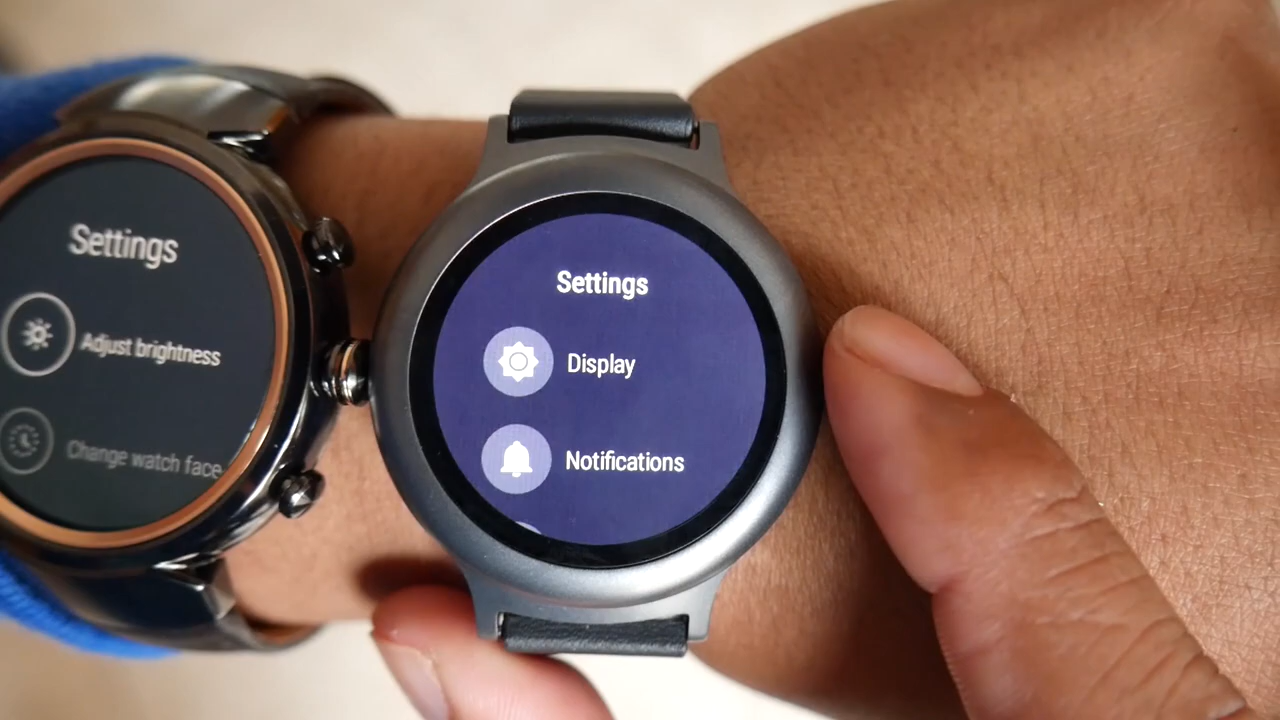 Settings
Adjust brightness
Change watch face
Settings
Display
Notifications